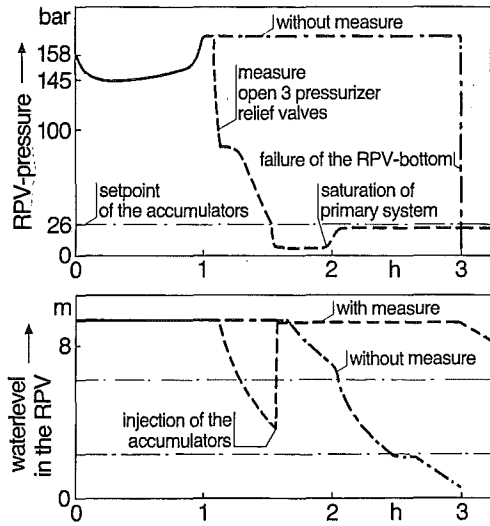 bar
158
145
100
26
0
RPV-pressure
without measure
measure
open 3 pressurizer
relief valves
failure of the RPV-bottom
setpoint
of the accumulators
saturation of
primary system
0
1
2
h
3
m
8
0
waterlevel
in the RPV
with measure
without measure
injection of the
accumulators
0
1
2
h
3